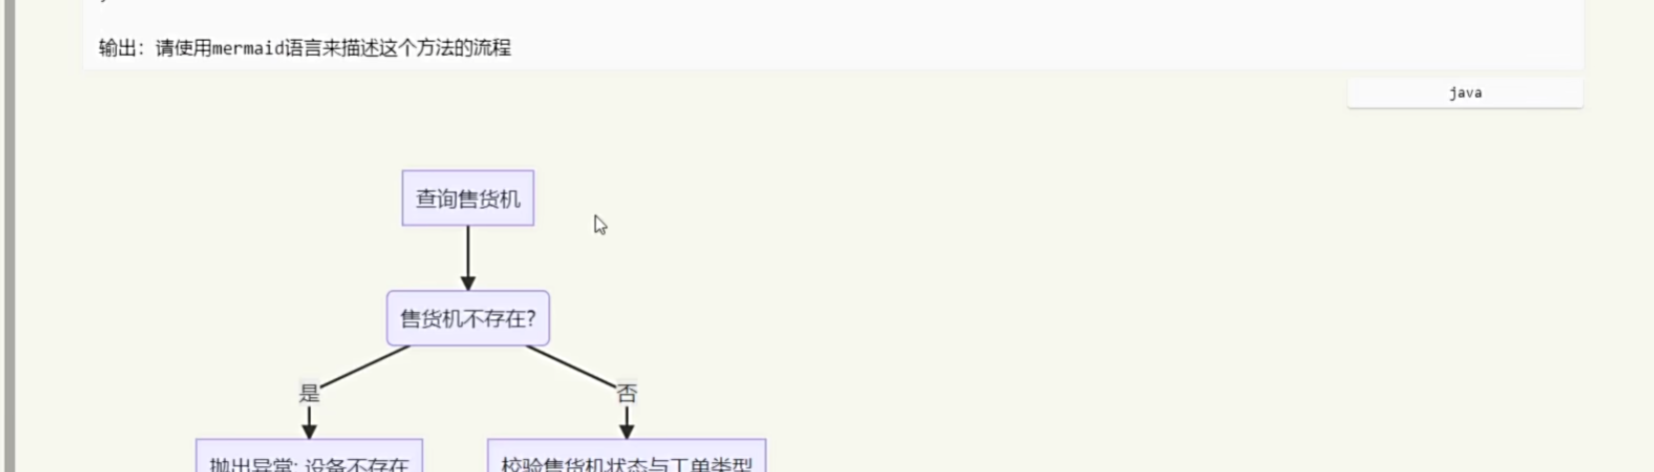 输出：请使用mermaid语言来描述这个方法的流程
java
查询售货机
售货机不存在?
是
否
抛出异常: 设备不存在
校验售货机状态与工单类型